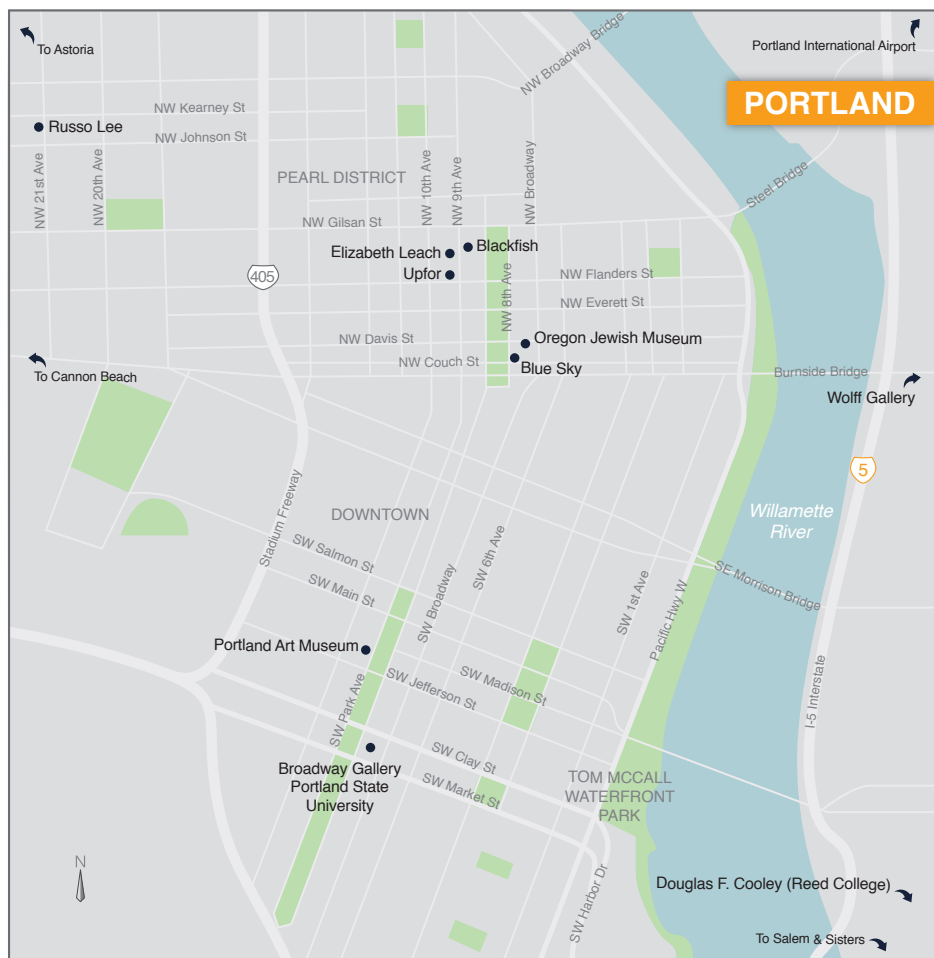 To Astoria
Portland International Airport
NW Broadway Bridge
PORTLAND
NW Kearney St
Russo Lee
NW Johnson St
NW 21st Ave
NW 20th Ave
PEARL DISTRICT
NW 10th Ave
NW 9th Ave
NW Broadway
Steel Bridge
NW Gilsan St
Elizabeth Leach
Blackfish
Upfor
405
NW 8th Ave
NW Flanders St
NW Everett St
NW Davis St
Oregon Jewish Museum
NW Couch St
Blue Sky
To Cannon Beach
Burnside Bridge
Wolff Gallery
5
Stadium Freeway
DOWNTOWN
Willamette
River
SW Salmon St
SW Main St
SW Broadway
SW 6th Ave
SW 1st Ave
Pacific Hwy W
SE Morrison Bridge
Portland Art Museum
SW Park Ave
SW Jefferson St
SW Madison St
I-5 Interstate
SW Clay St
SW Market St
Broadway Gallery
Portland State
University
TOM MCCALL
WATERFRONT
PARK
N
SW Harbor Dr
Douglas F. Cooley (Reed College)
To Salem & Sisters